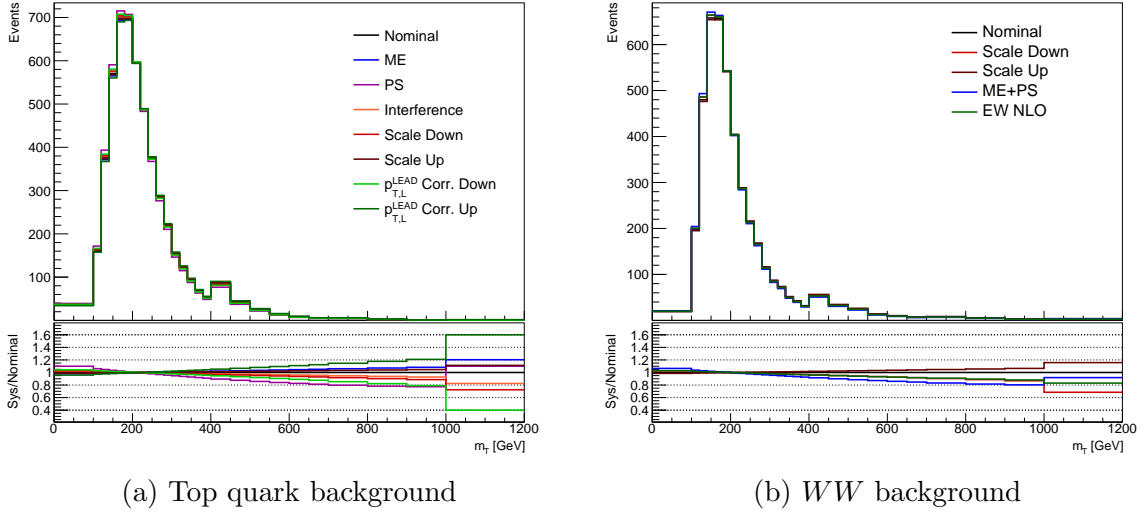 Events
700
600
500
400
300
200
100
Nominal
ME
PS
Interference
Scale Down
Scale Up
p_{T,L}^{LEAD} Corr. Down
p_{T,L}^{LEAD} Corr. Up
Sys/Nominal
1.6
1.4
1.2
1
0.8
0.6
0.4
0 200 400 600 800 1000 1200
m_T [GeV]
(a) Top quark background
Events
600
500
400
300
200
100
Nominal
Scale Down
Scale Up
ME+PS
EW NLO
Sys/Nominal
1.6
1.4
1.2
1
0.8
0.6
0.4
0 200 400 600 800 1000 1200
m_T [GeV]
(b) WW background